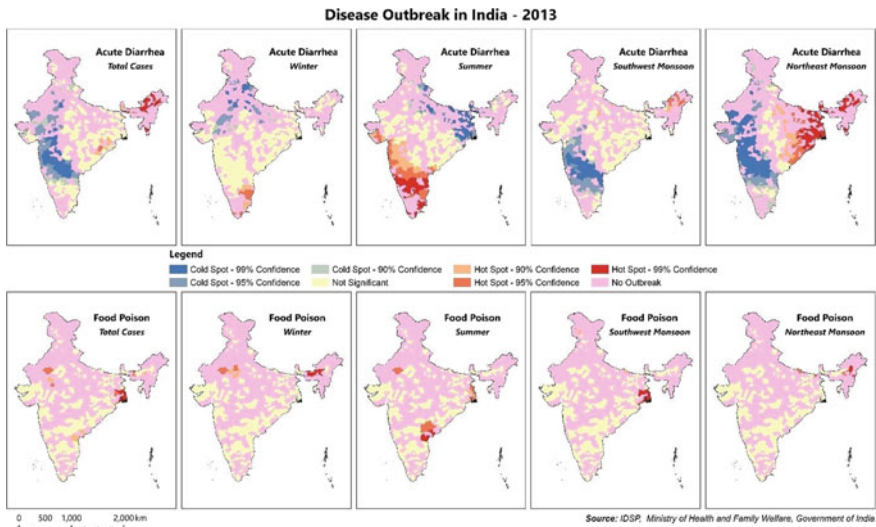 Disease Outbreak in India - 2013
Acute Diarrhea
Total Cases
Acute Diarrhea
Winter
Acute Diarrhea
Summer
Acute Diarrhea
Southwest Monsoon
Acute Diarrhea
Northeast Monsoon
Legend
Cold Spot - 99% Confidence
Cold Spot - 90% Confidence
Hot Spot - 90% Confidence
Hot Spot - 99% Confidence
Cold Spot - 95% Confidence
Not Significant
Hot Spot - 95% Confidence
No Outbreak
Food Poison
Total Cases
Food Poison
Winter
Food Poison
Summer
Food Poison
Southwest Monsoon
Food Poison
Northeast Monsoon
0 500 1,000 2,000 km
Source: IDSP, Ministry of Health and Family Welfare, Government of India